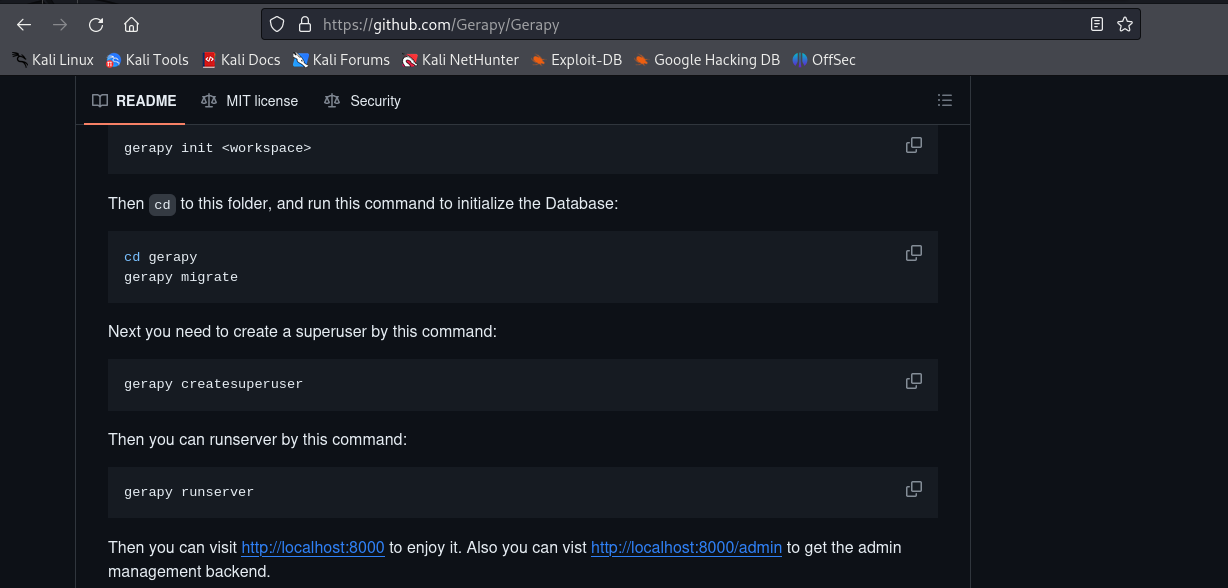 https://github.com/Gerapy/Gerapy
Kali Linux Kali Tools Kali Docs Kali Forums Kali NetHunter Exploit-DB Google Hacking DB OffSec
README MIT license Security
gerapy init <workspace>
Then cd to this folder, and run this command to initialize the Database:
cd gerapy
gerapy migrate
Next you need to create a superuser by this command:
gerapy createsuperuser
Then you can runserver by this command:
gerapy runserver
Then you can visit http://localhost:8000 to enjoy it. Also you can vist http://localhost:8000/admin to get the admin
management backend.